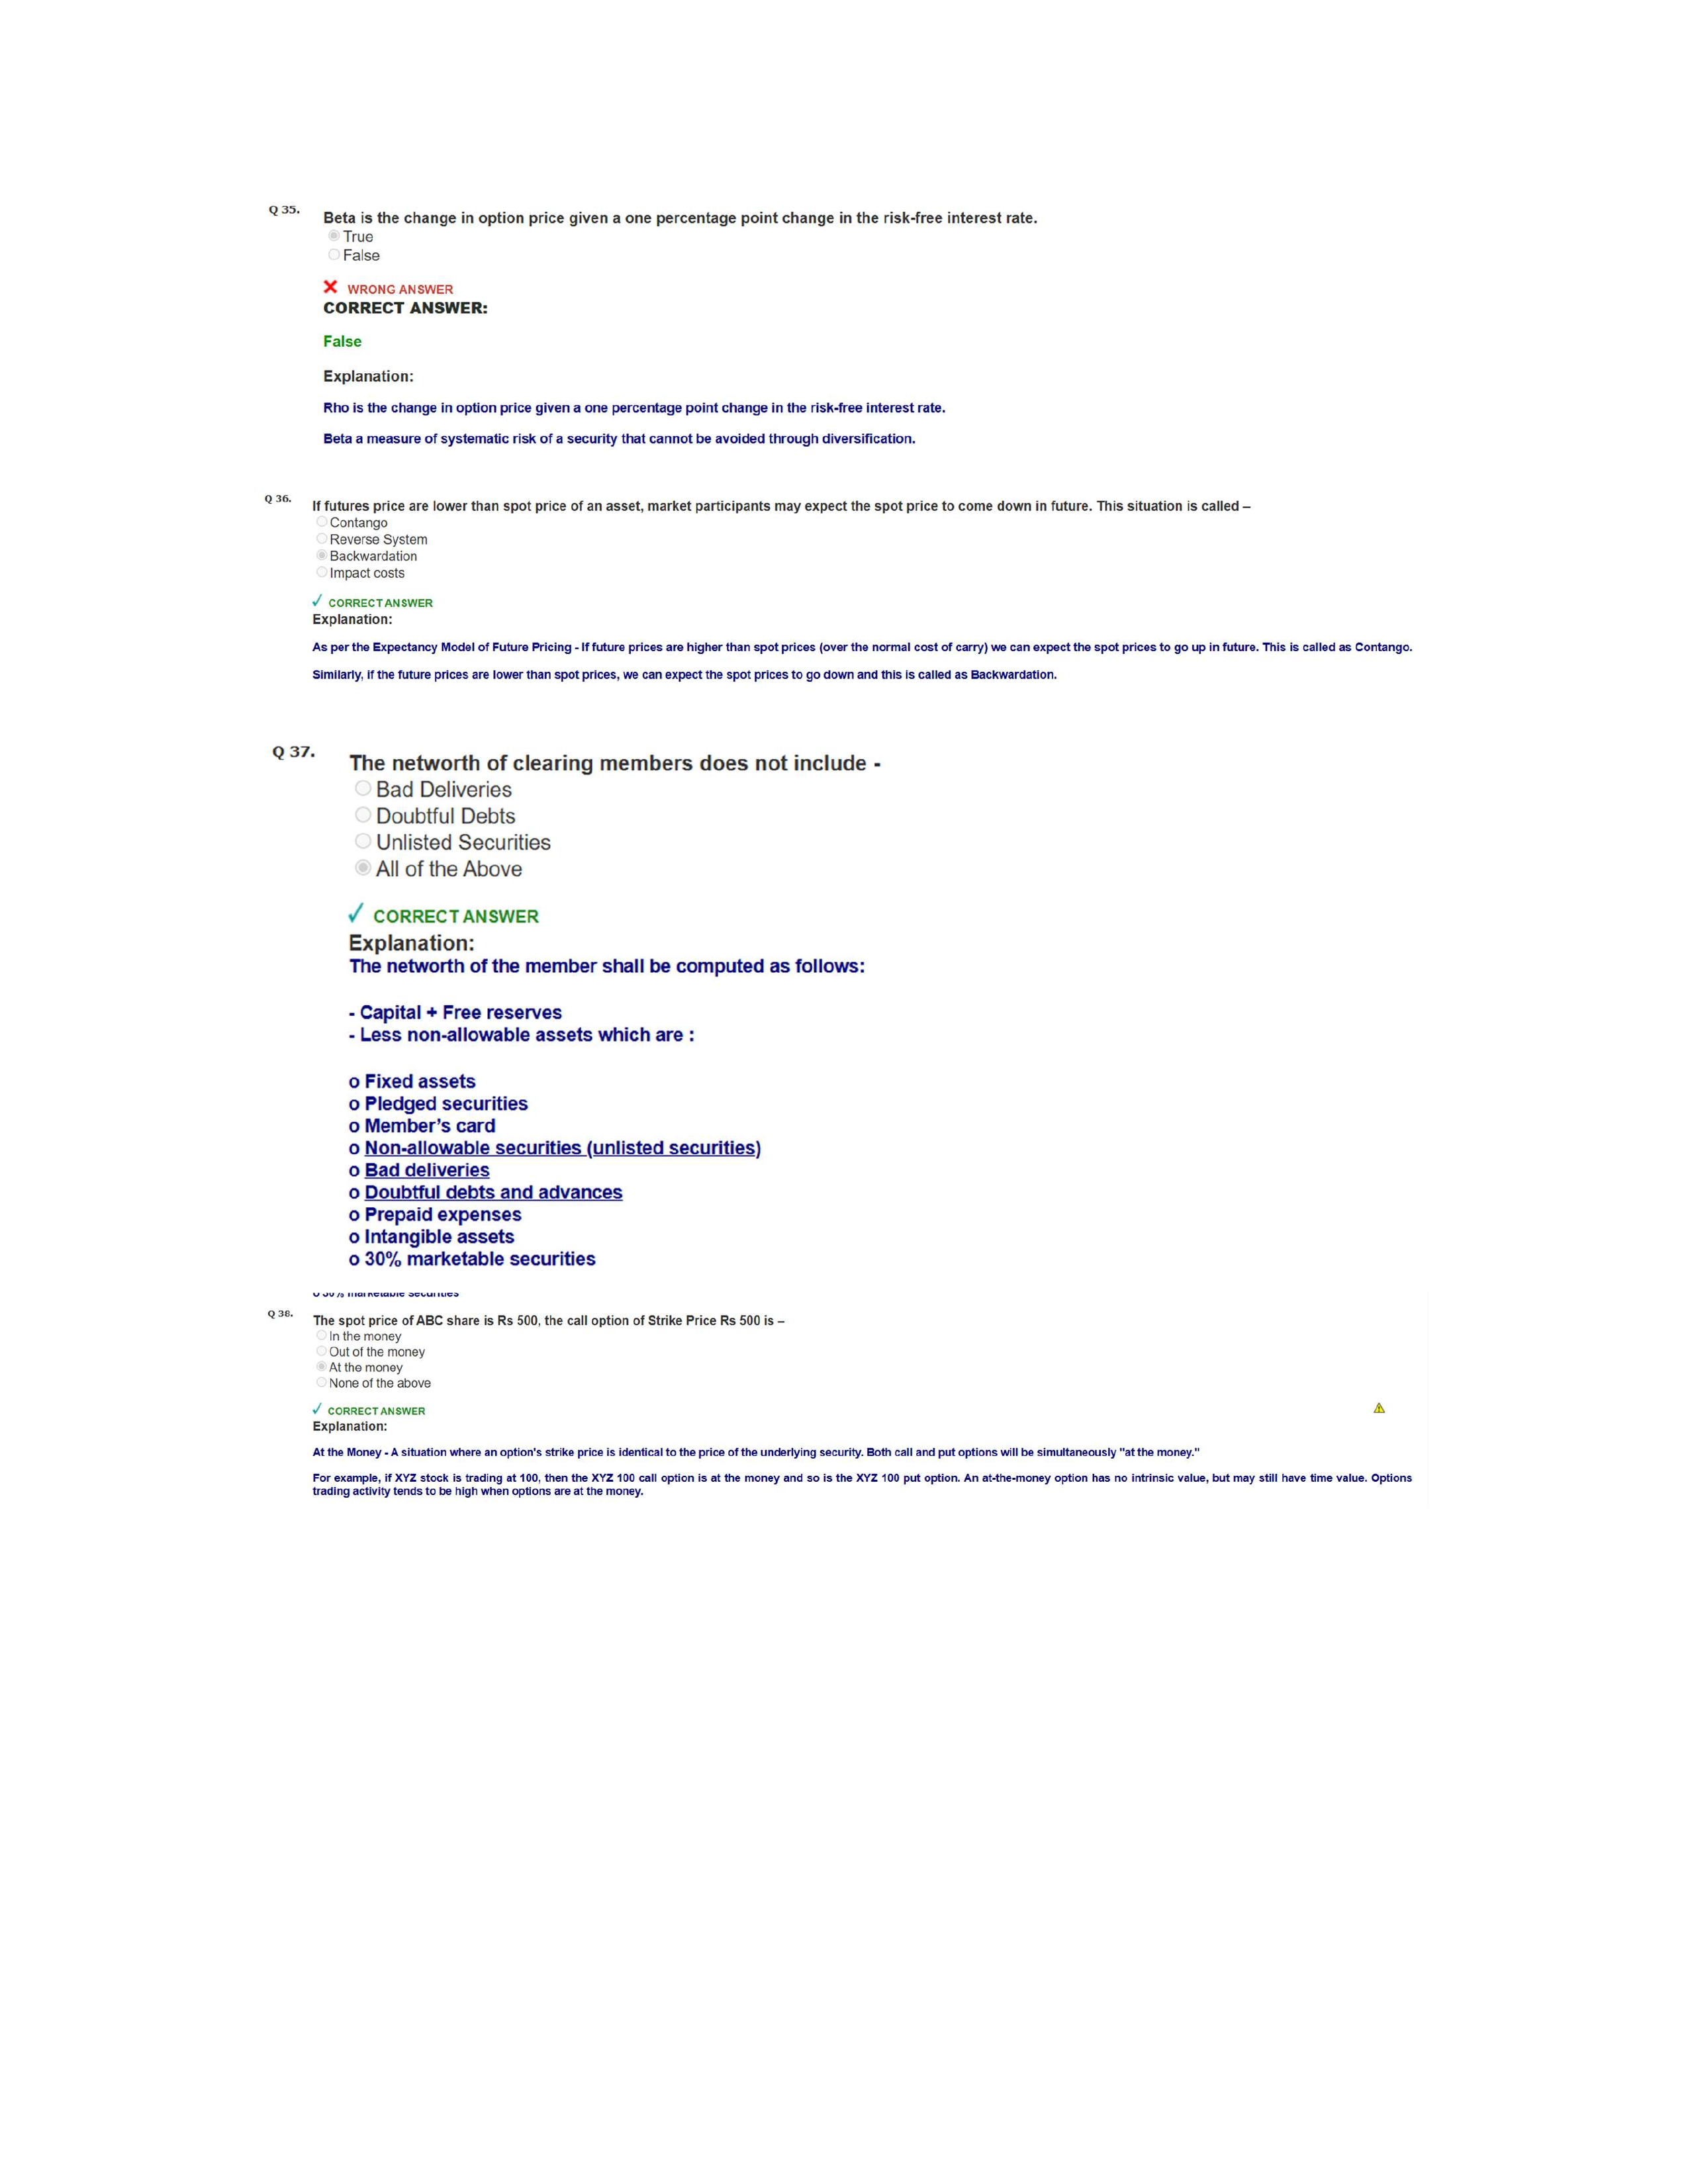 Q 35.
Beta is the change in option price given a one percentage point change in the risk-free interest rate.
True
False
WRONG ANSWER
CORRECT ANSWER:
False
Explanation:
Rho is the change in option price given a one percentage point change in the risk-free interest rate.
Beta a measure of systematic risk of a security that cannot be avoided through diversification.
Q 36.
If futures price are lower than spot price of an asset, market participants may expect the spot price to come down in future. This situation is called –
Contango
Reverse System
Backwardation
Impact costs
CORRECT ANSWER
Explanation:
As per the Expectancy Model of Future Pricing - If future prices are higher than spot prices (over the normal cost of carry) we can expect the spot prices to go up in future. This is called as Contango.
Similarly, if the future prices are lower than spot prices, we can expect the spot prices to go down and this is called as Backwardation.
Q 37.
The networth of clearing members does not include -
Bad Deliveries
Doubtful Debts
Unlisted Securities
All of the Above
CORRECT ANSWER
Explanation:
The networth of the member shall be computed as follows:
- Capital + Free reserves
- Less non-allowable assets which are :
o Fixed assets
o Pledged securities
o Member’s card
o Non-allowable securities (unlisted securities)
o Bad deliveries
o Doubtful debts and advances
o Prepaid expenses
o Intangible assets
o 30% marketable securities
o 30% marketable securities
Q 38.
The spot price of ABC share is Rs 500, the call option of Strike Price Rs 500 is –
In the money
Out of the money
At the money
None of the above
CORRECT ANSWER
Explanation:
At the Money - A situation where an option's strike price is identical to the price of the underlying security. Both call and put options will be simultaneously "at the money."
For example, if XYZ stock is trading at 100, then the XYZ 100 call option is at the money and so is the XYZ 100 put option. An at-the-money option has no intrinsic value, but may still have time value. Options
trading activity tends to be high when options are at the money.